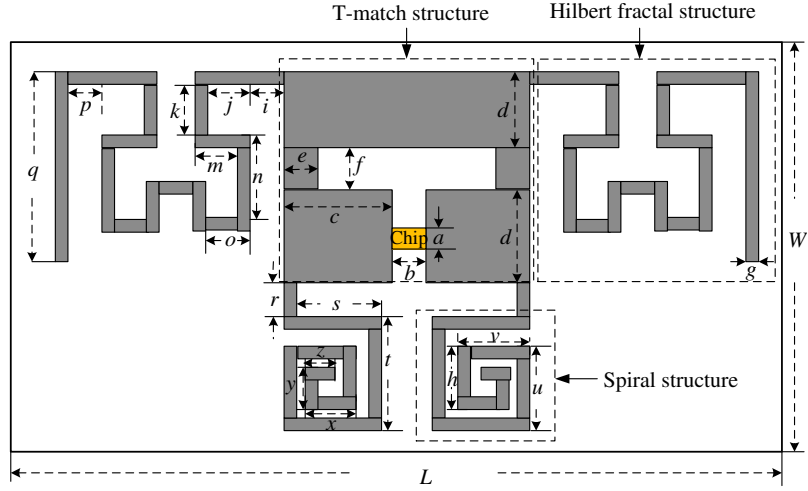 T-match structure
Hilbert fractal structure
p
k
j
i
d
q
e
f
m
n
c
Chip
a
d
W
o
b
g
r
s
z
y
x
t
v
h
u
Spiral structure
L